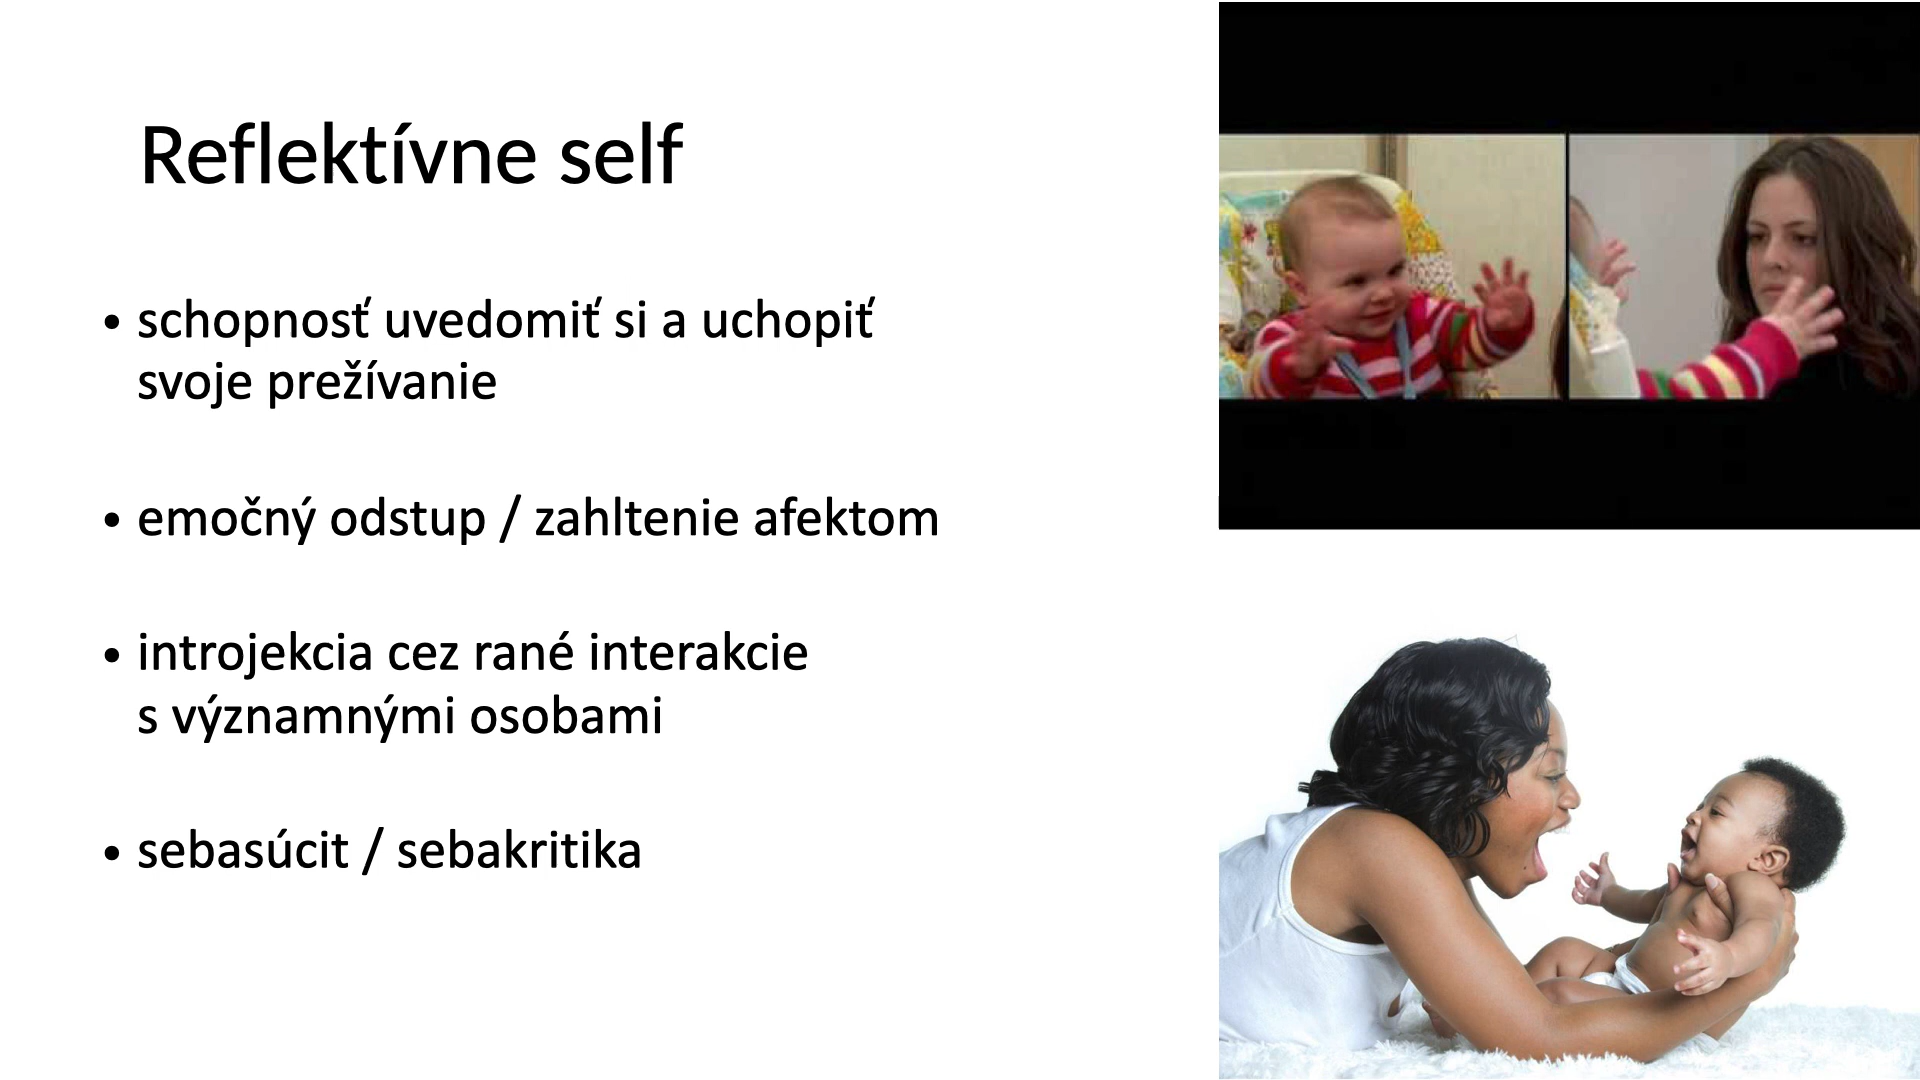 Reflektívne self
• schopnosť uvedomiť si a uchopiť
svoje prežívanie
• emočný odstup / zahltenie afektom
• introjekcia cez rané interakcie
s významnými osobami
• sebasúcit / sebakritika